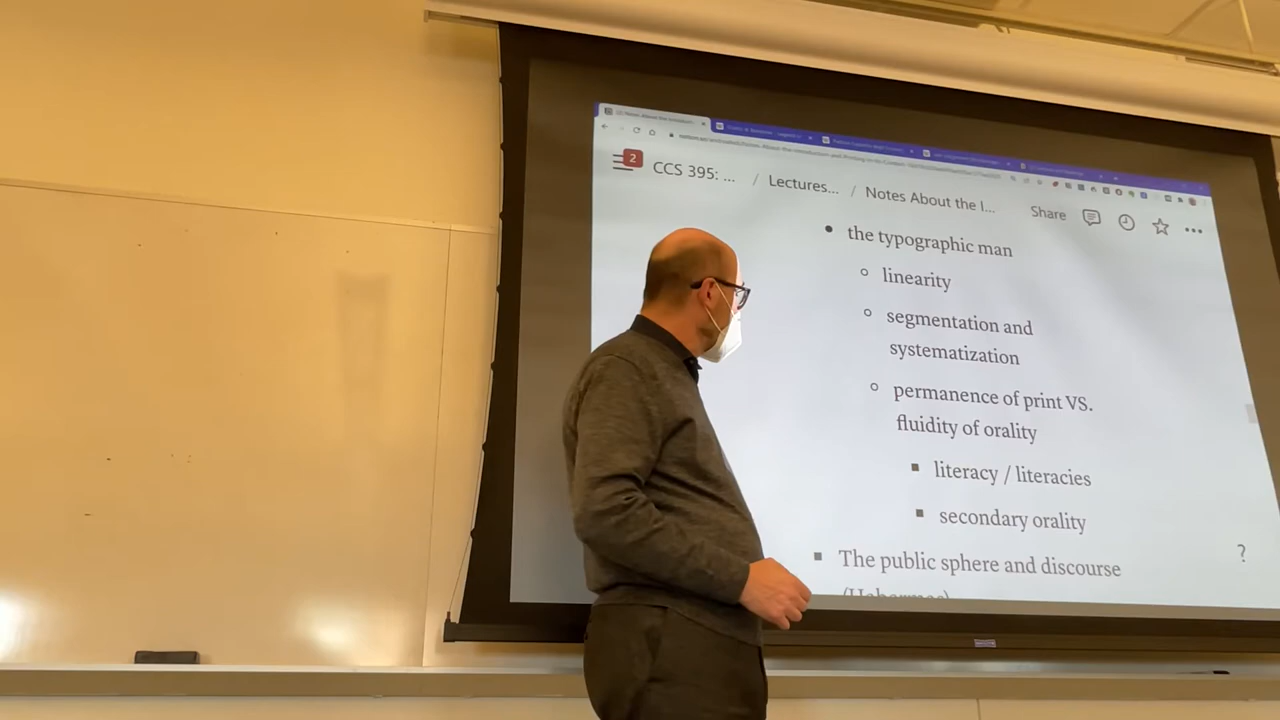 2
CCS 395: ... / Lectures... / Notes About the I...
Share
the typographic man
linearity
segmentation and
systematization
permanence of print VS.
fluidity of orality
literacy / literacies
secondary orality
The public sphere and discourse
(Habermas)
?